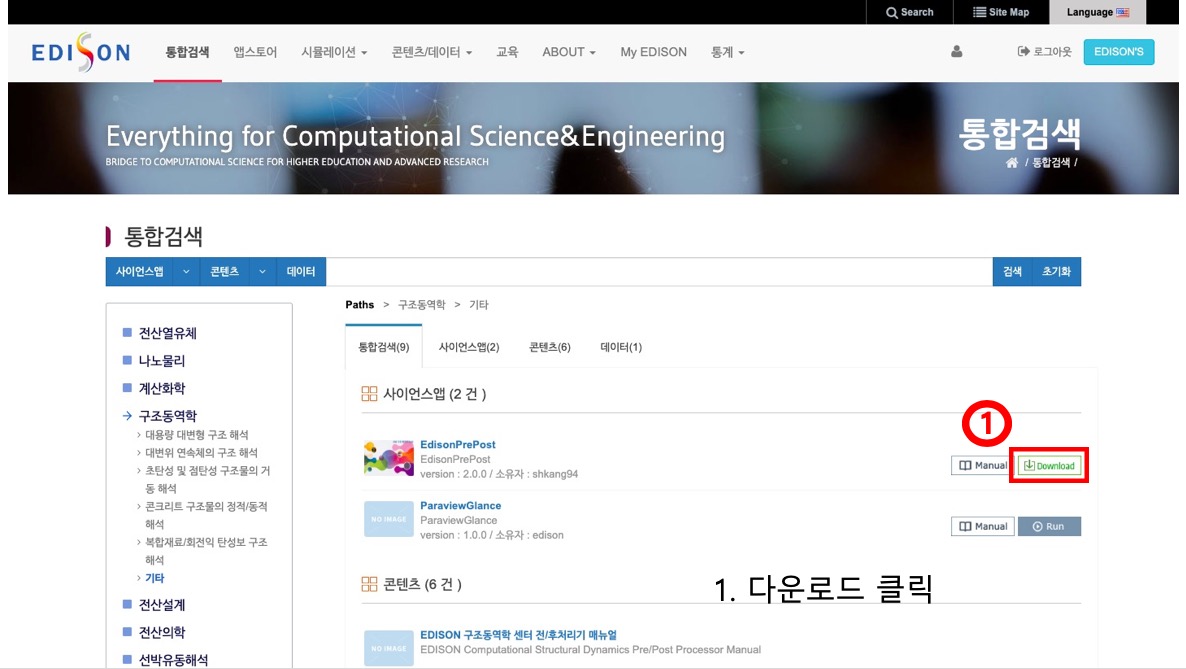 Search Site Map Language
EDISON 통합검색 앱스토어 시뮬레이션 콘텐츠/데이터 교육 ABOUT My EDISON 통계 로그아웃 EDISON'S
Everything for Computational Science&Engineering
BRIDGE TO COMPUTATIONAL SCIENCE FOR HIGHER EDUCATION AND ADVANCED RESEARCH
통합검색
/ 통합검색 /
통합검색
사이언스앱 콘텐츠 데이터 검색 초기화
전산열유체
나노물리
계산화학
구조동역학
> 대용량 대변형 구조 해석
> 대변위 연속체의 구조 해석
> 초탄성 및 점탄성 구조물의 거
동 해석
> 콘크리트 구조물의 정적/동적
해석
> 복합재료/회전익 탄성보 구조
해석
> 기타
전산설계
전산의학
선박유동해석
Paths > 구조동역학 > 기타
통합검색(9) 사이언스앱(2) 콘텐츠(6) 데이터(1)
사이언스앱 (2 건 )
1
EdisonPrePost
EdisonPrePost
version : 2.0.0 / 소유자 : shkang94
Manual Download
NO IMAGE
ParaviewGlance
ParaviewGlance
version : 1.0.0 / 소유자 : edison
Manual Run
콘텐츠 (6 건 )
1. 다운로드 클릭
NO IMAGE
EDISON 구조동역학 센터 전/후처리기 매뉴얼
EDISON Computational Structural Dynamics Pre/Post Processor Manual